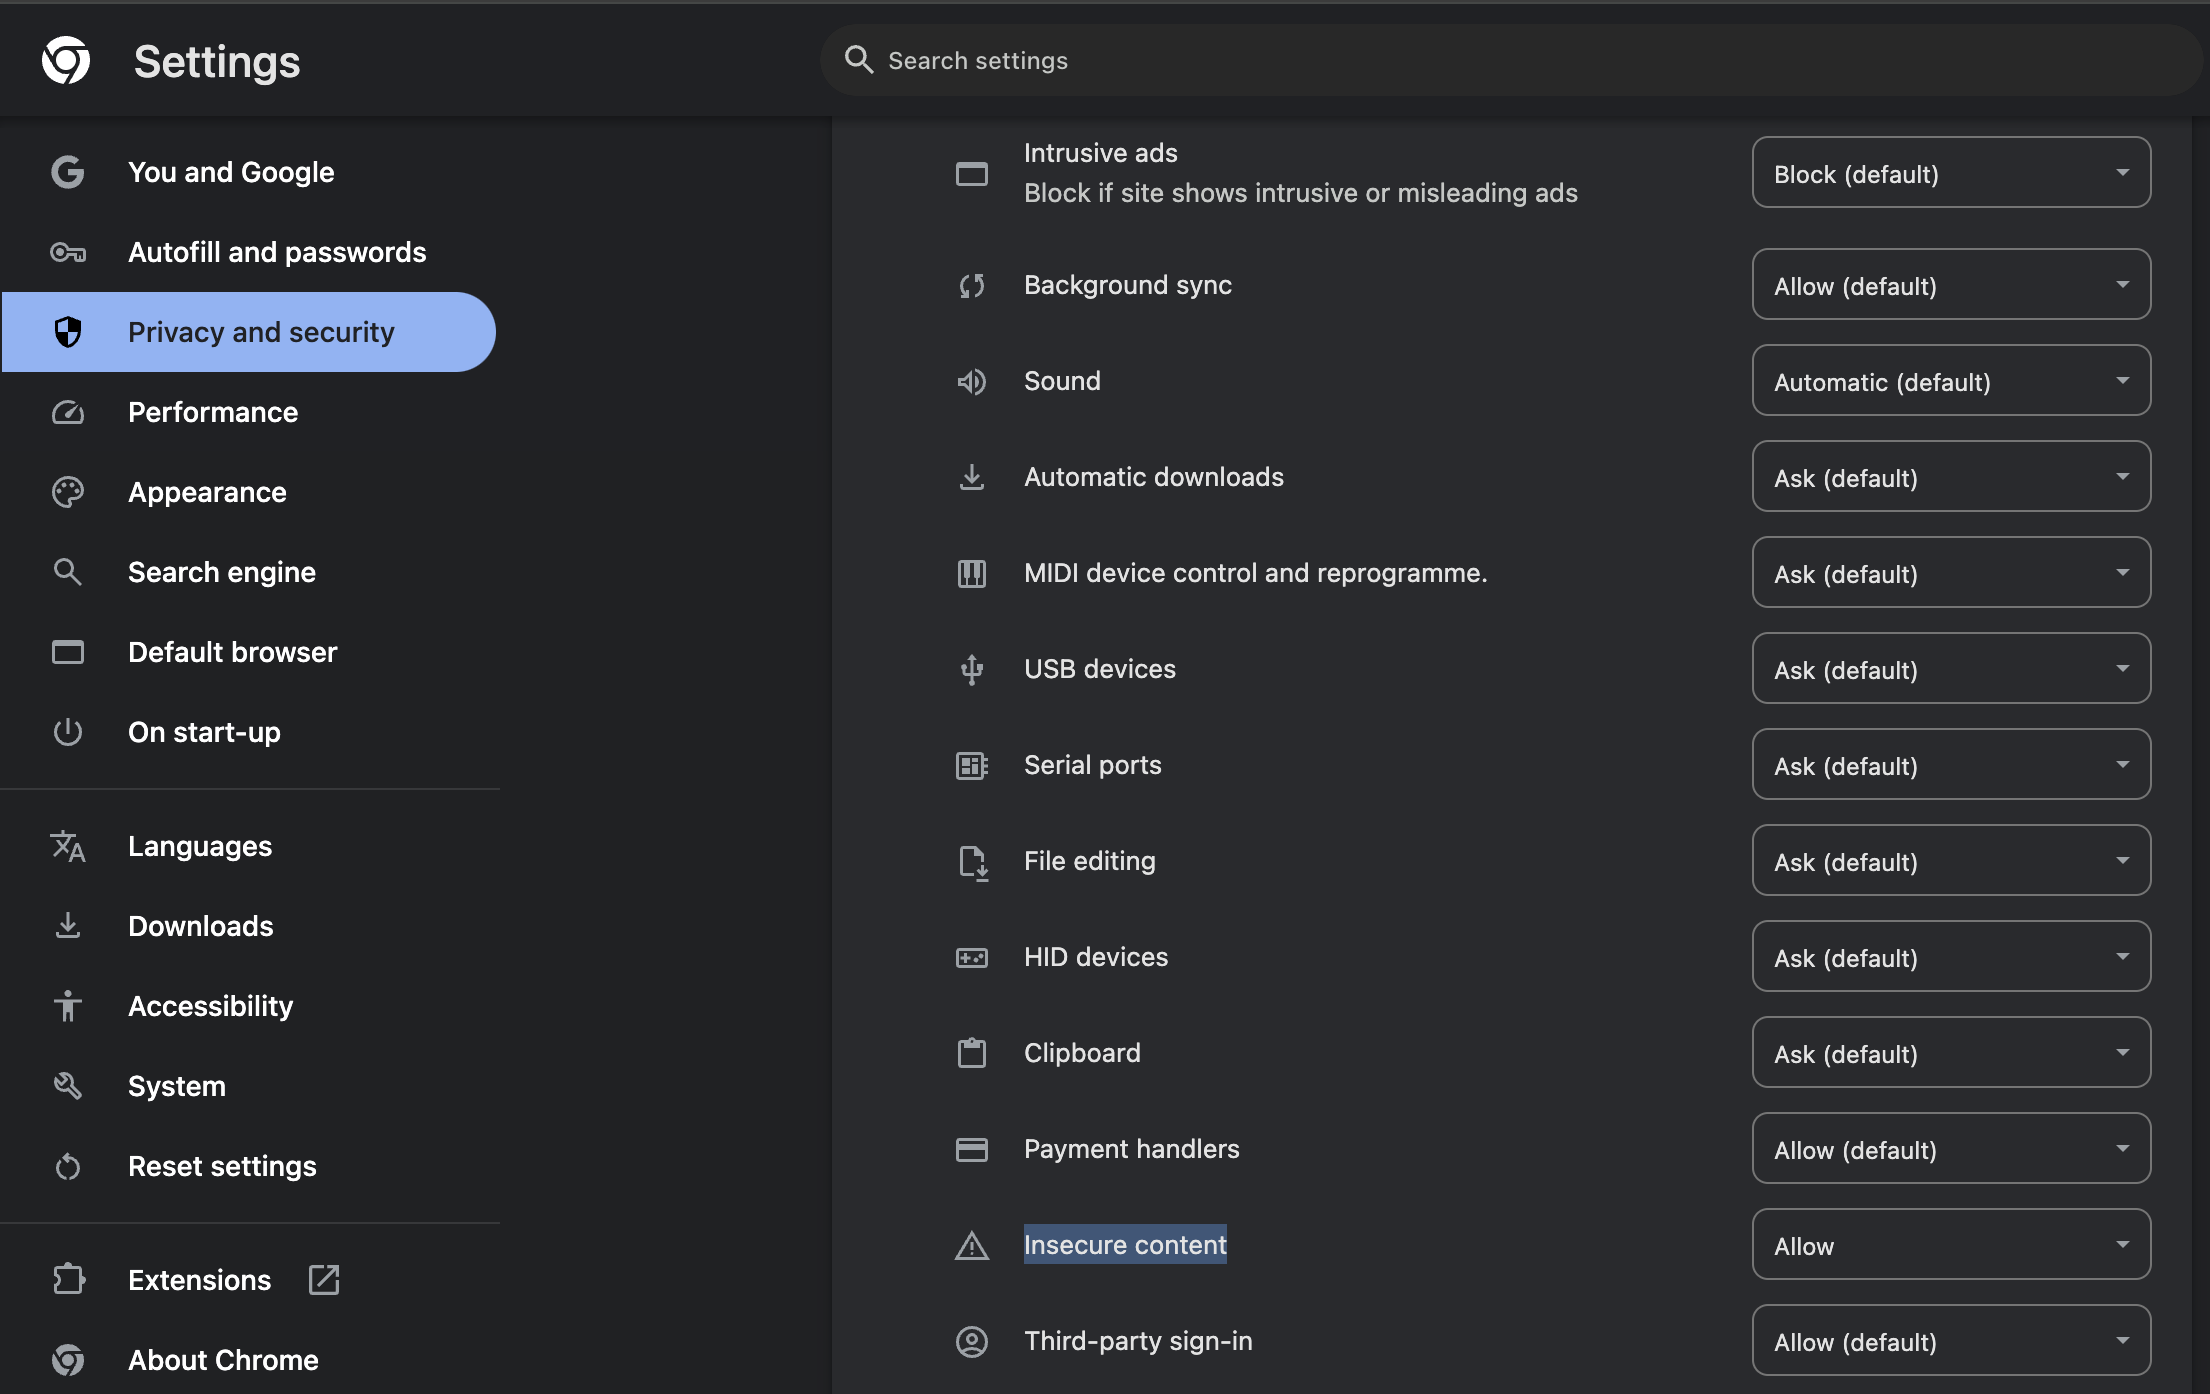 Settings
Search settings
You and Google
Autofill and passwords
Privacy and security
Performance
Appearance
Search engine
Default browser
On start-up
Languages
Downloads
Accessibility
System
Reset settings
Extensions
About Chrome
Intrusive ads
Block if site shows intrusive or misleading ads
Block (default)
Background sync
Allow (default)
Sound
Automatic (default)
Automatic downloads
Ask (default)
MIDI device control and reprogramme.
Ask (default)
USB devices
Ask (default)
Serial ports
Ask (default)
File editing
Ask (default)
HID devices
Ask (default)
Clipboard
Ask (default)
Payment handlers
Allow (default)
Insecure content
Allow
Third-party sign-in
Allow (default)